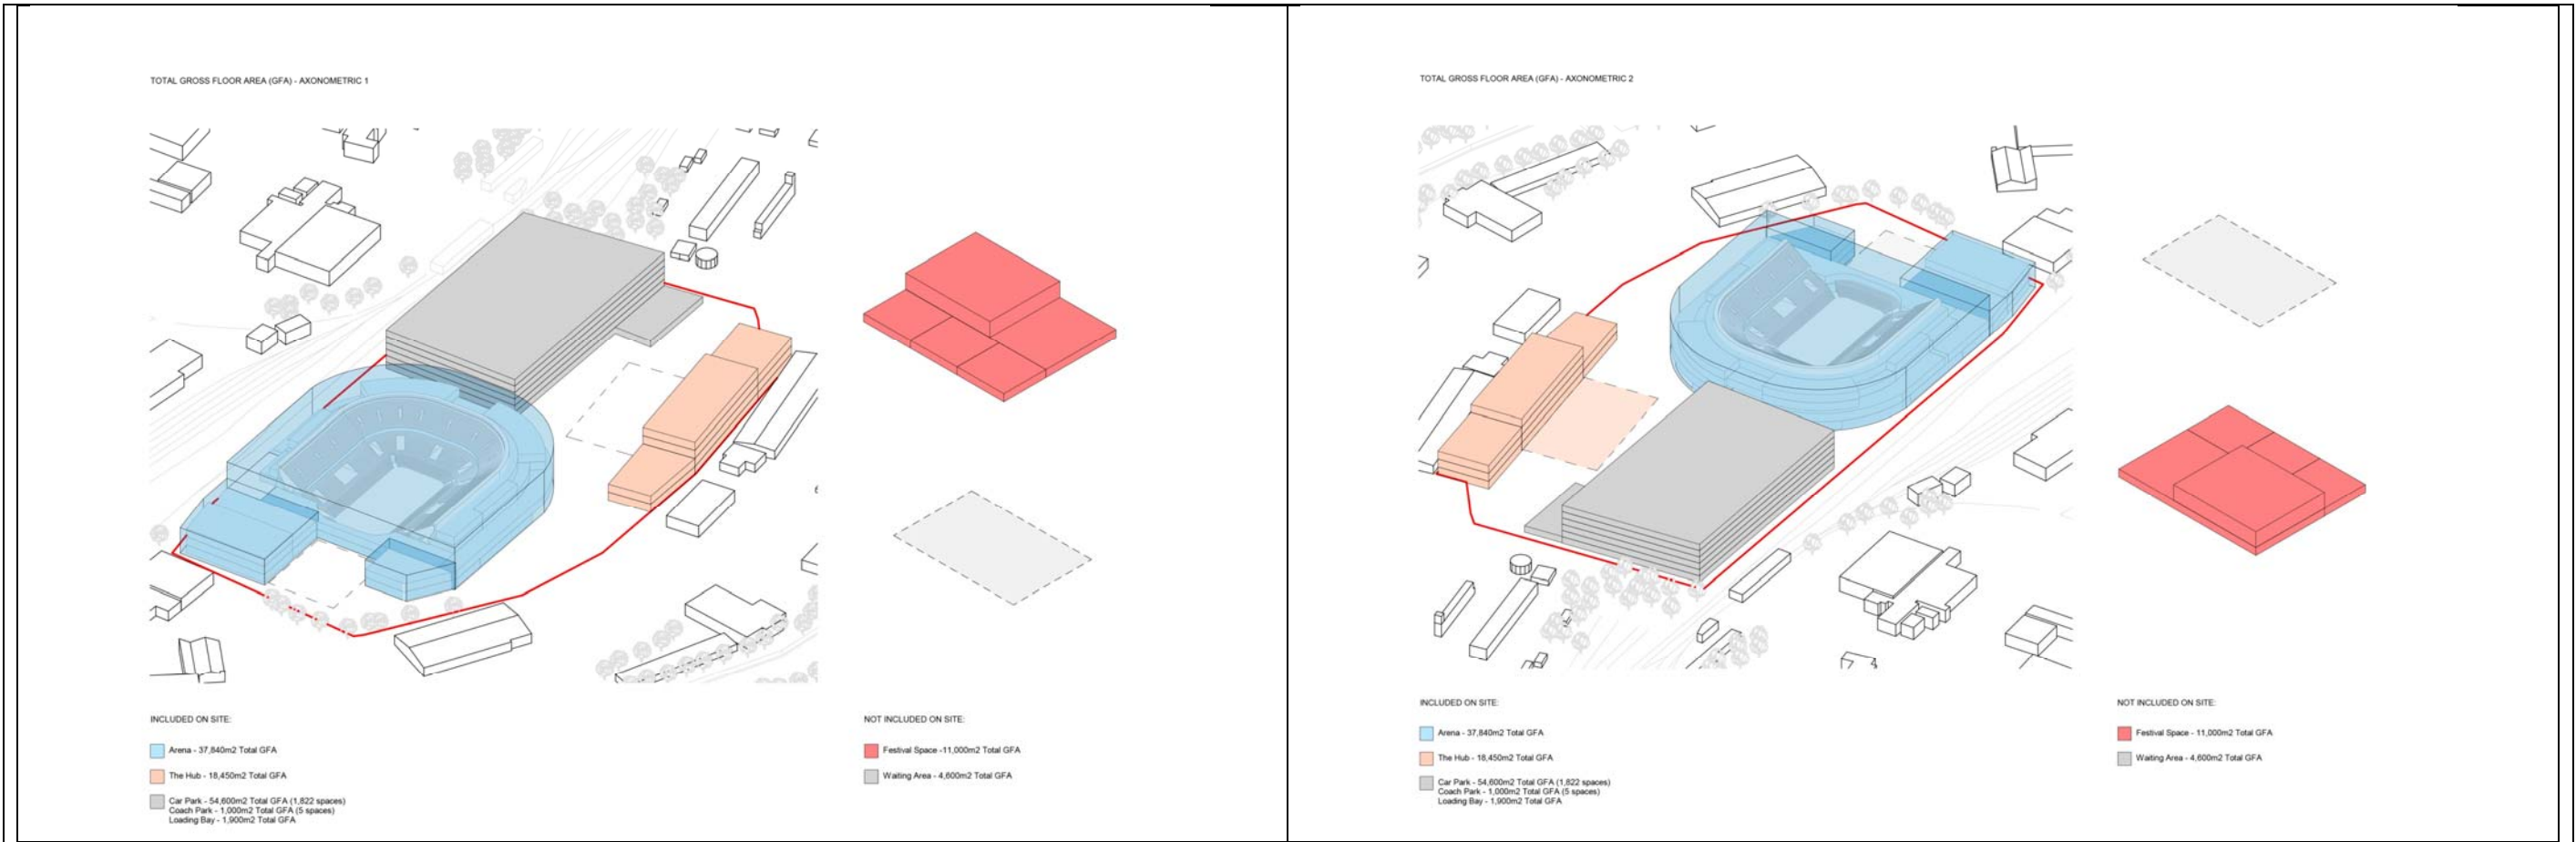 TOTAL GROSS FLOOR AREA (GFA) - AXONOMETRIC 1
INCLUDED ON SITE:
Arena - 37,840m2 Total GFA
The Hub - 18,450m2 Total GFA
Car Park - 54,600m2 Total GFA (1,822 spaces)
Coach Park - 1,000m2 Total GFA (5 spaces)
Loading Bay - 1,900m2 Total GFA
NOT INCLUDED ON SITE:
Festival Space -11,000m2 Total GFA
Waiting Area - 4,600m2 Total GFA
TOTAL GROSS FLOOR AREA (GFA) - AXONOMETRIC 2
INCLUDED ON SITE:
Arena - 37,840m2 Total GFA
The Hub - 18,450m2 Total GFA
Car Park - 54,600m2 Total GFA (1,822 spaces)
Coach Park - 1,000m2 Total GFA (5 spaces)
Loading Bay - 1,900m2 Total GFA
NOT INCLUDED ON SITE:
Festival Space - 11,000m2 Total GFA
Waiting Area - 4,600m2 Total GFA